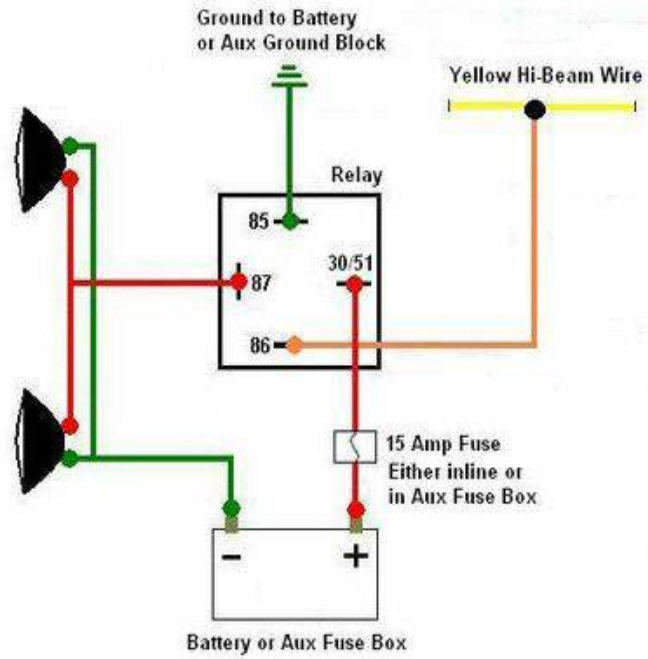 Ground to Battery
or Aux Ground Block
Yellow Hi-Beam Wire
Relay
85
30/51
87
86
15 Amp Fuse
Either inline or
in Aux Fuse Box
- +
Battery or Aux Fuse Box